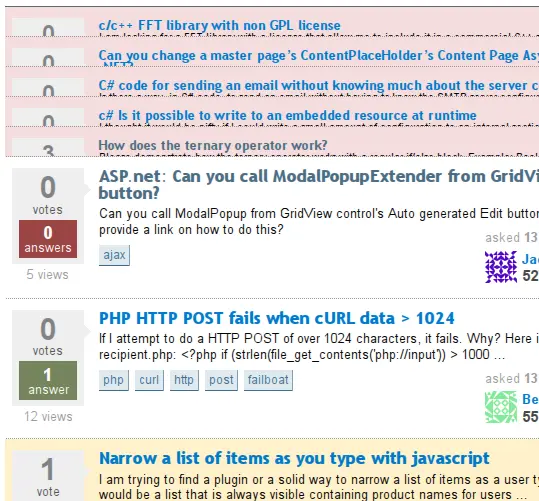 0
c/c++ FFT library with non GPL license
0
Can you change a master page's ContentPlaceHolder's Content Page Asy
.NET?
0
C# code for sending an email without knowing much about the server c
0
c# Is it possible to write to an embedded resource at runtime
3
How does the ternary operator work?
0
votes
0
answers
5 views
ASP.net: Can you call ModalPopupExtender from GridVi
button?
Can you call ModalPopup from GridView control's Auto generated Edit button
provide a link on how to do this?
ajax
asked 13
Ja
52
0
votes
1
answer
12 views
PHP HTTP POST fails when cURL data > 1024
If I attempt to do a HTTP POST of over 1024 characters, it fails. Why? Here i
recipient.php: <?php if (strlen(file_get_contents('php://input')) > 1000 ...
php curl http post failboat
asked 13
Be
55
1
vote
Narrow a list of items as you type with javascript
I am trying to find a plugin or a solid way to narrow a list of items as a user ty
would be a list that is always visible containing product names for users ...